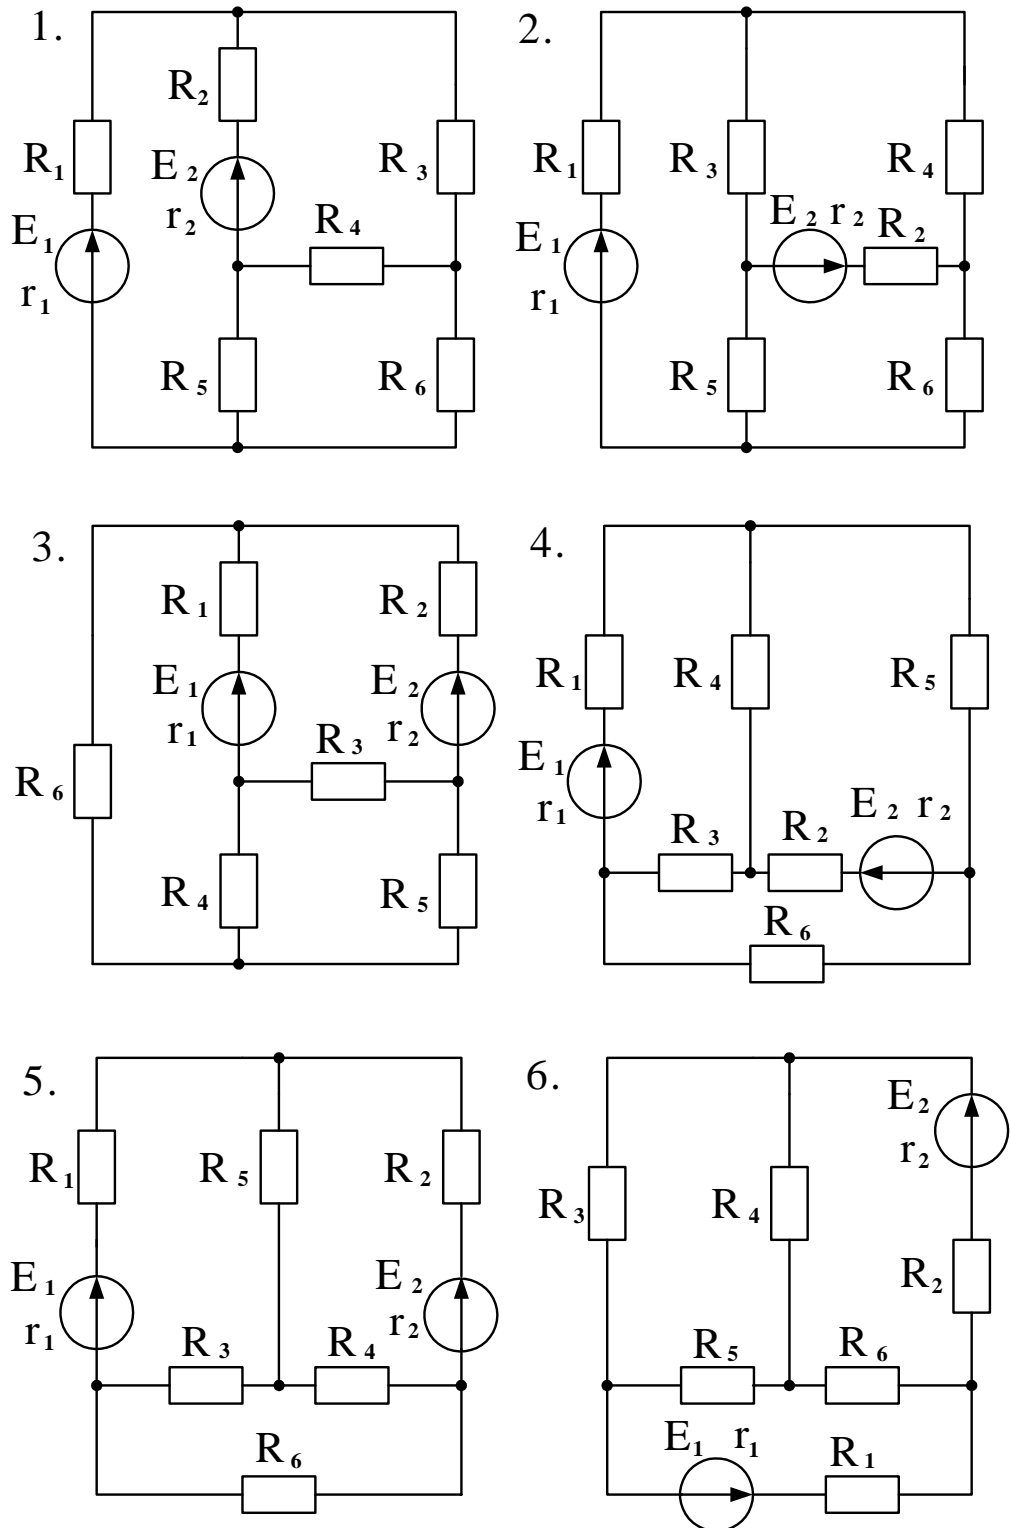 1.
R₂
R₁
E₂
r₂
R₃
E₁
r₁
R₄
R₅
R₆
2.
R₁
R₃
R₄
E₂ r₂
R₂
E₁
r₁
R₅
R₆
3.
R₁
R₂
E₁
r₁
E₂
r₂
R₃
R₆
R₄
R₅
4.
R₁
R₄
R₅
E₁
r₁
E₂ r₂
R₃
R₂
R₆
5.
R₁
R₅
R₂
E₁
r₁
E₂
r₂
R₃
R₄
R₆
6.
E₂
r₂
R₃
R₄
R₂
R₅
R₆
E₁ r₁
R₁